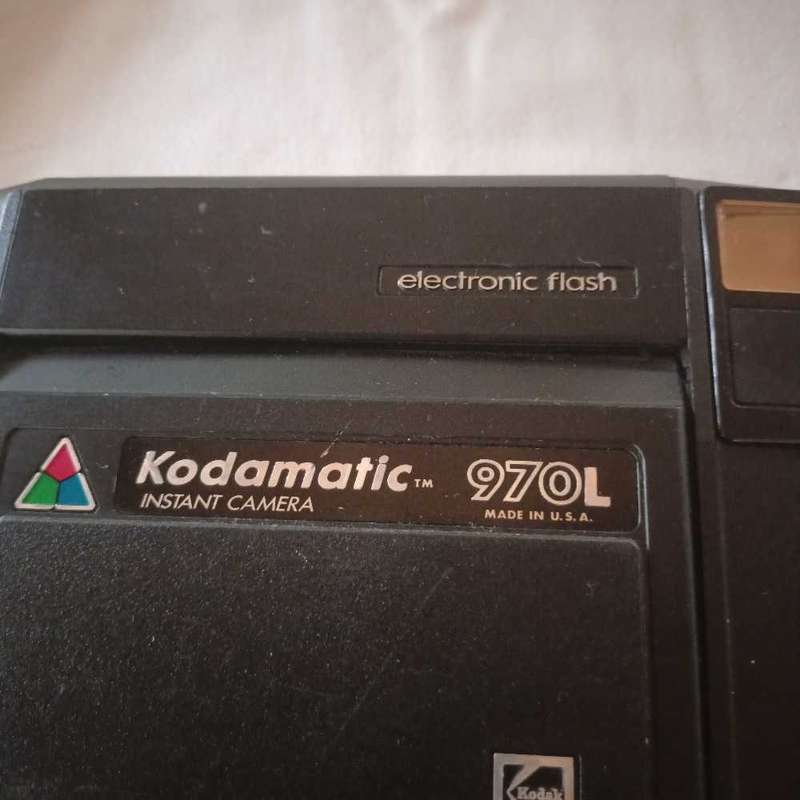 electronic flash
Kodamatic™ 970L
INSTANT CAMERA MADE IN U.S.A.
Kodak